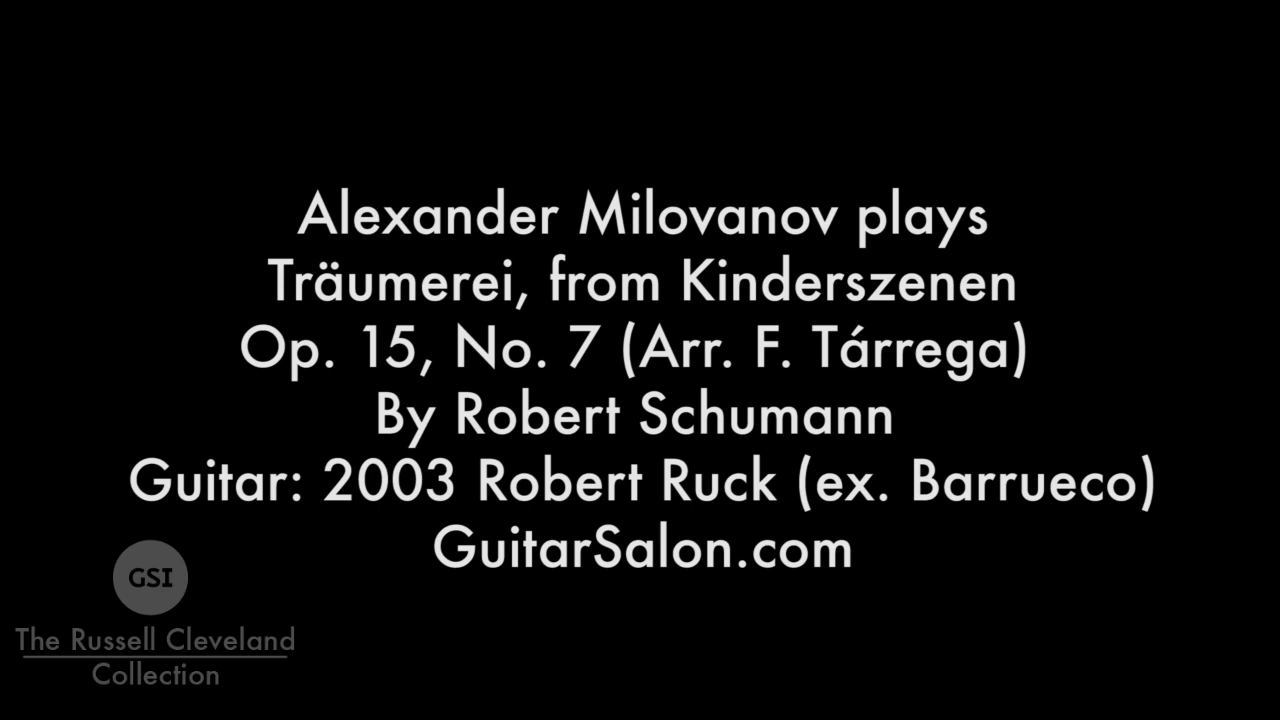 Alexander Milovanov plays
Träumerei, from Kinderszenen
Op. 15, No. 7 (Arr. F. Tárrega)
By Robert Schumann
Guitar: 2003 Robert Ruck (ex. Barrueco)
GuitarSalon.com
GSI
The Russell Cleveland
Collection